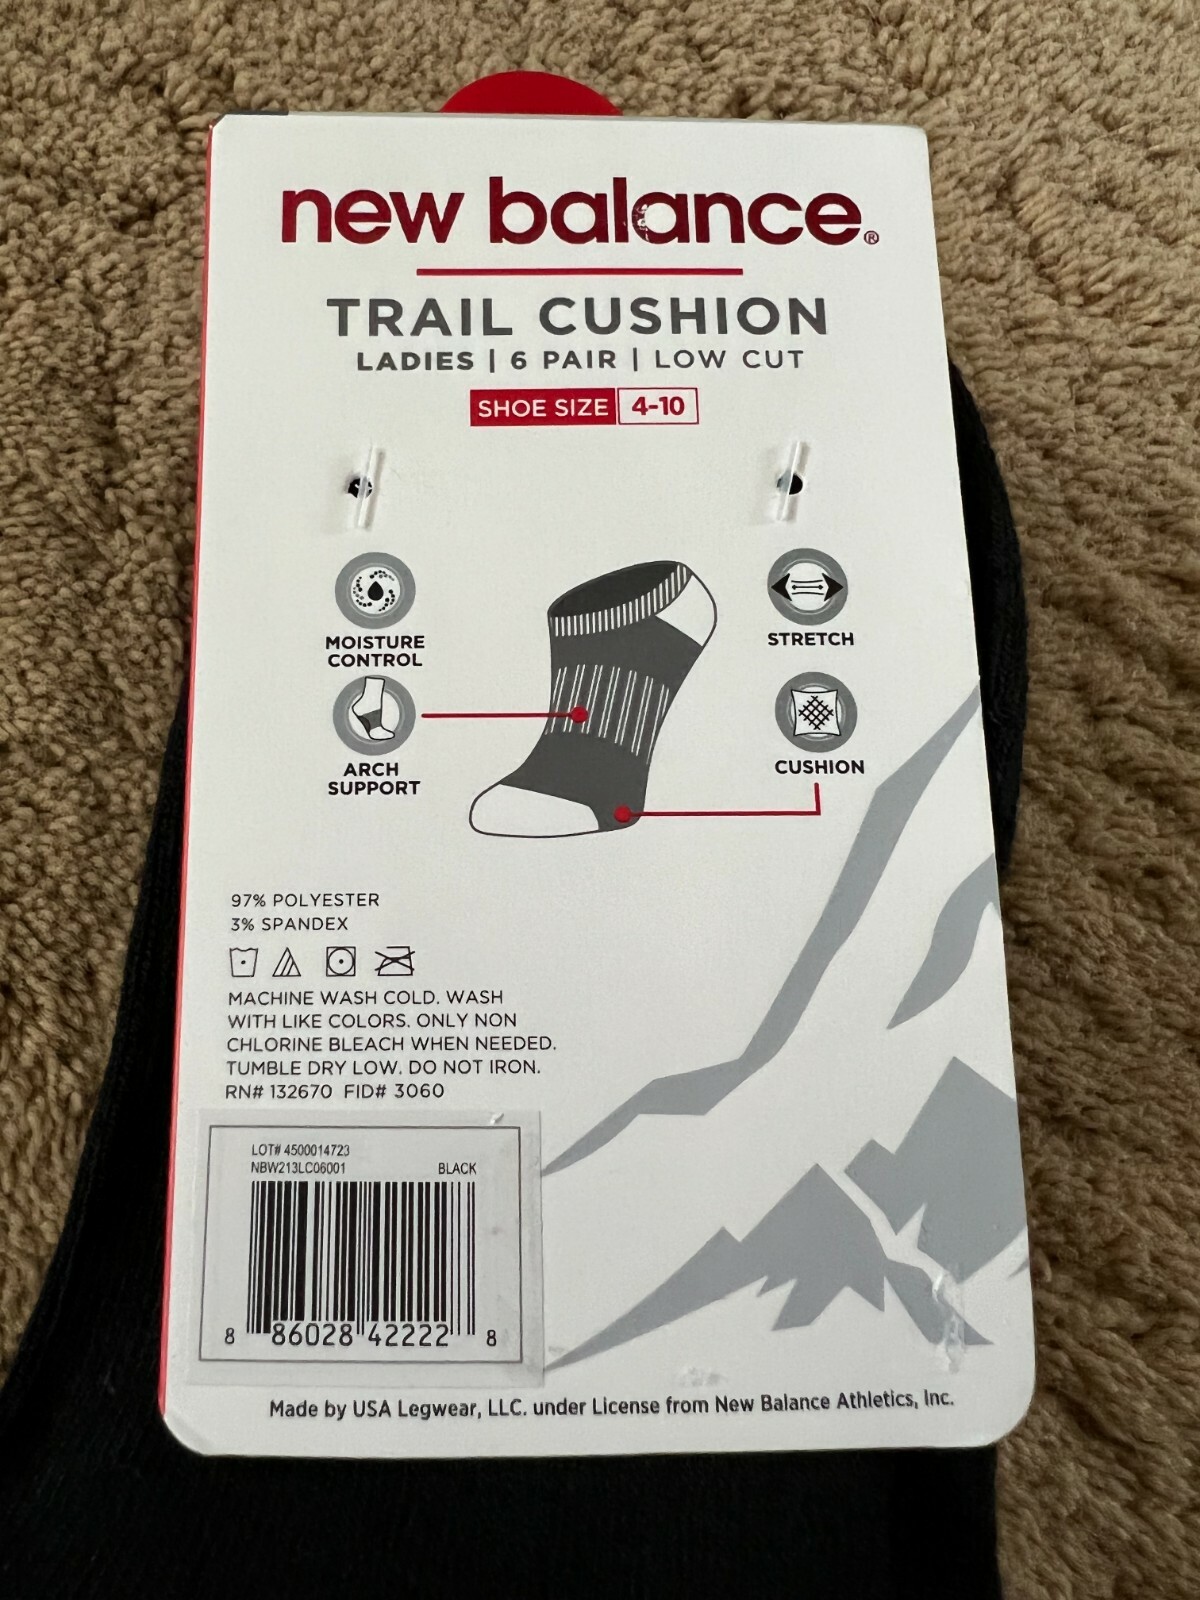 new balance®
TRAIL CUSHION
LADIES | 6 PAIR | LOW CUT
SHOE SIZE 4-10
MOISTURE
CONTROL
STRETCH
ARCH
SUPPORT
CUSHION
97% POLYESTER
3% SPANDEX
MACHINE WASH COLD. WASH
WITH LIKE COLORS. ONLY NON
CHLORINE BLEACH WHEN NEEDED.
TUMBLE DRY LOW. DO NOT IRON.
RN# 132670 FID# 3060
LOT# 4500014723
NBW213LC06001 BLACK
8 86028 42222 8
Made by USA Legwear, LLC. under License from New Balance Athletics, Inc.